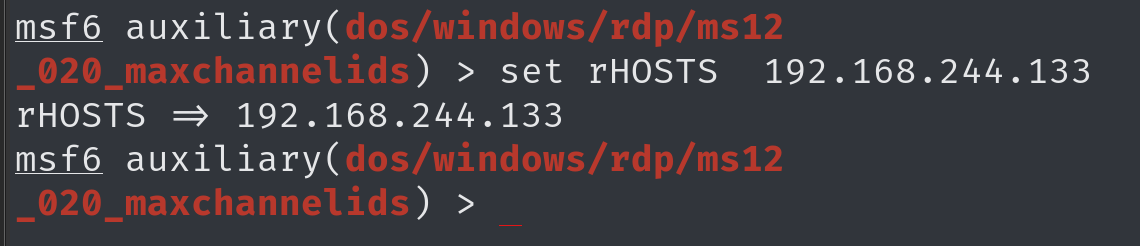 msf6 auxiliary(dos/windows/rdp/ms12
_020_maxchannelids) > set rHOSTS  192.168.244.133
rHOSTS => 192.168.244.133
msf6 auxiliary(dos/windows/rdp/ms12
_020_maxchannelids) > _